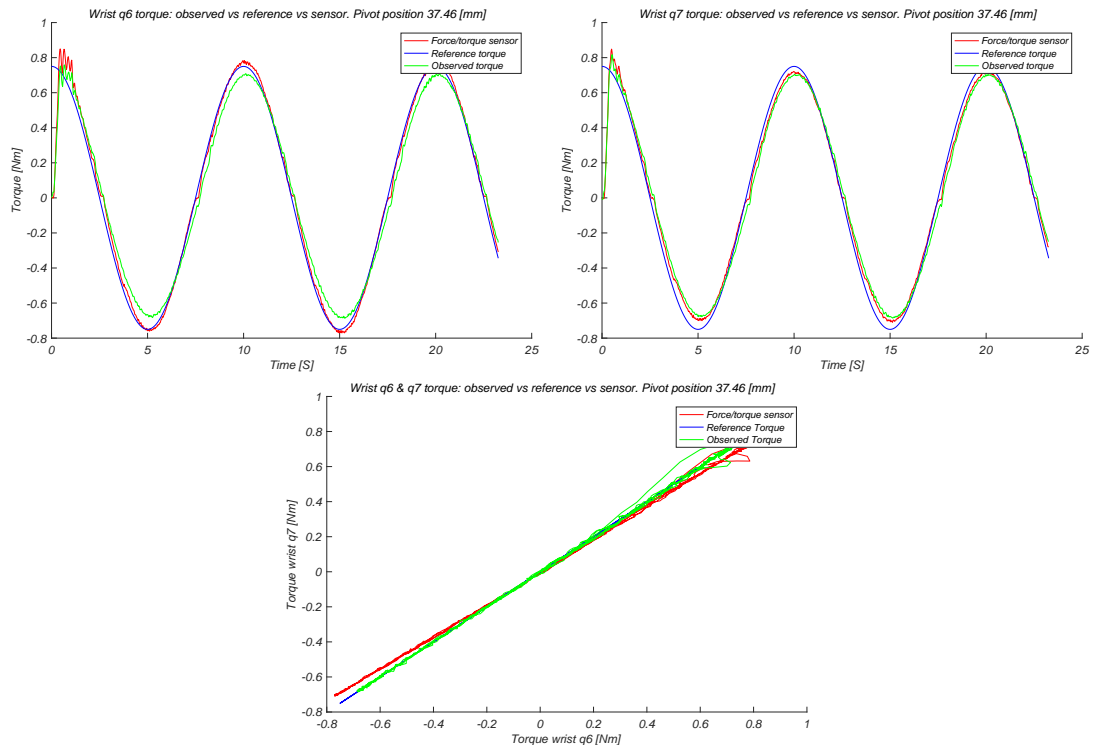 Wrist q6 torque: observed vs reference vs sensor. Pivot position 37.46 [mm]
1
0.8
0.6
0.4
0.2
0
-0.2
-0.4
-0.6
-0.8
Torque [Nm]
Force/torque sensor
Reference torque
Observed torque
0 5 10 15 20 25
Time [S]
Wrist q7 torque: observed vs reference vs sensor. Pivot position 37.46 [mm]
1
0.8
0.6
0.4
0.2
0
-0.2
-0.4
-0.6
-0.8
Torque [Nm]
Force/torque sensor
Reference torque
Observed torque
0 5 10 15 20 25
Time [S]
Wrist q6 & q7 torque: observed vs reference vs sensor. Pivot position 37.46 [mm]
1
0.8
0.6
0.4
0.2
0
-0.2
-0.4
-0.6
-0.8
Torque wrist q7 [Nm]
Force/torque sensor
Reference Torque
Observed Torque
-0.8 -0.6 -0.4 -0.2 0 0.2 0.4 0.6 0.8 1
Torque wrist q6 [Nm]